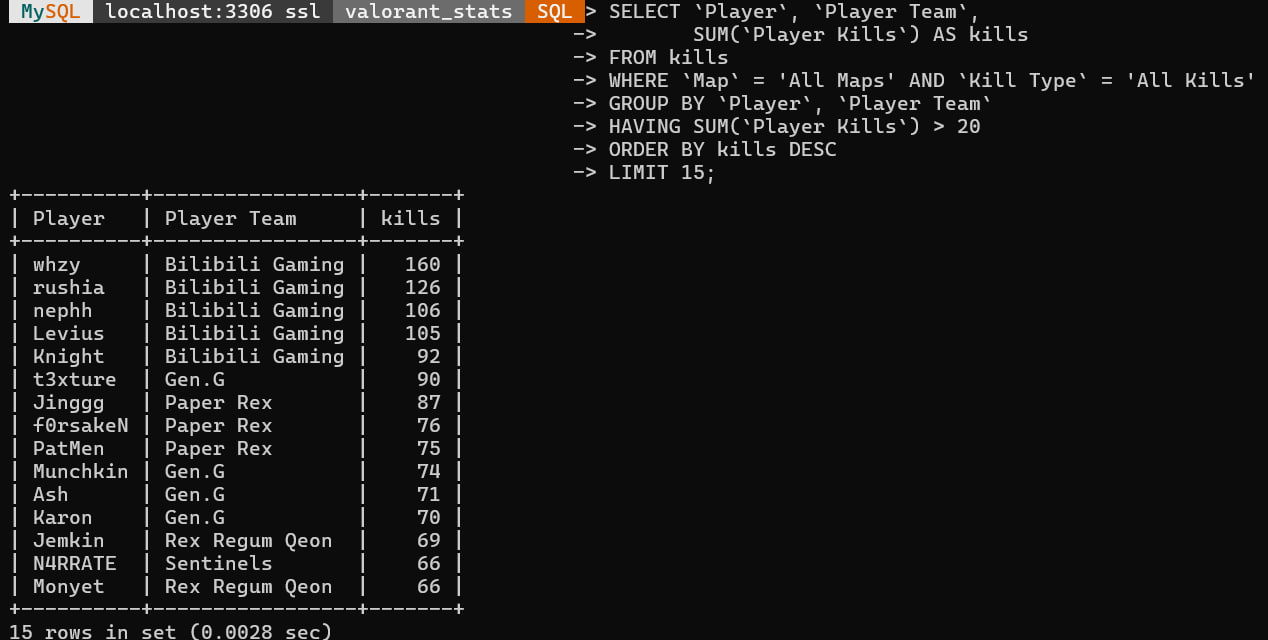 MySQL localhost:3306 ssl valorant_stats SQL > SELECT `Player`, `Player Team`,
-> SUM(`Player Kills`) AS kills
-> FROM kills
-> WHERE `Map` = 'All Maps' AND `Kill Type` = 'All Kills'
-> GROUP BY `Player`, `Player Team`
-> HAVING SUM(`Player Kills`) > 20
-> ORDER BY kills DESC
-> LIMIT 15;
+----------+-----------------+-------+
| Player   | Player Team     | kills |
+----------+-----------------+-------+
| whzy     | Bilibili Gaming |   160 |
| rushia   | Bilibili Gaming |   126 |
| nephh    | Bilibili Gaming |   106 |
| Levius   | Bilibili Gaming |   105 |
| Knight   | Bilibili Gaming |    92 |
| t3xture  | Gen.G           |    90 |
| Jinggg   | Paper Rex       |    87 |
| f0rsakeN | Paper Rex       |    76 |
| PatMen   | Paper Rex       |    75 |
| Munchkin | Gen.G           |    74 |
| Ash      | Gen.G           |    71 |
| Karon    | Gen.G           |    70 |
| Jemkin   | Rex Regum Qeon  |    69 |
| N4RRATE  | Sentinels       |    66 |
| Monyet   | Rex Regum Qeon  |    66 |
+----------+-----------------+-------+
15 rows in set (0.0028 sec)